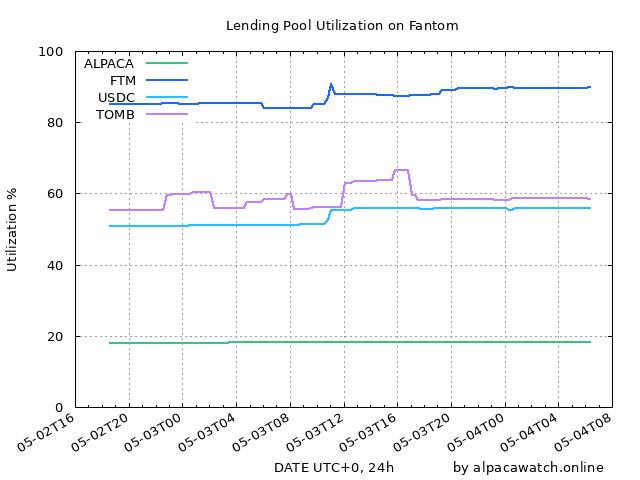 Lending Pool Utilization on Fantom
100
80
60
40
20
0
Utilization %
ALPACA
FTM
USDC
TOMB
05-02T16
05-02T20
05-03T00
05-03T04
05-03T08
05-03T12
05-03T16
05-03T20
05-04T00
05-04T04
05-04T08
DATE UTC+0, 24h
by alpacawatch.online